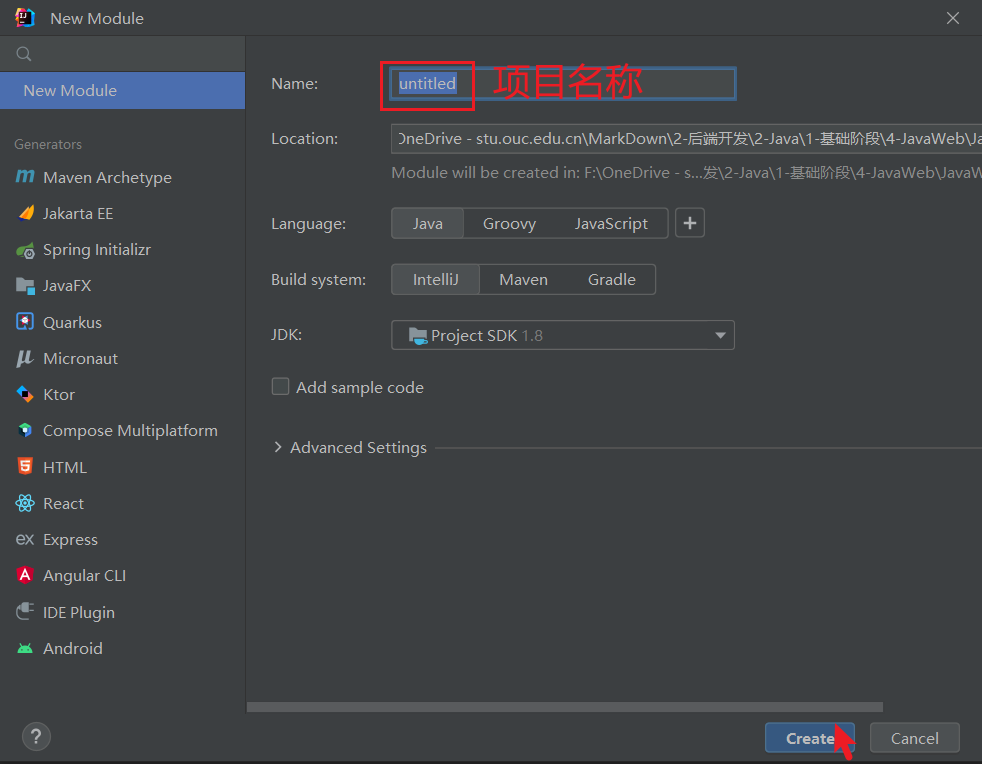 New Module
New Module
Generators
Maven Archetype
Jakarta EE
Spring Initializr
JavaFX
Quarkus
Micronaut
Ktor
Compose Multiplatform
HTML
React
Express
Angular CLI
IDE Plugin
Android
Name: untitled 项目名称
Location: OneDrive - stu.ouc.edu.cn\MarkDown\2-后端开发\2-Java\1-基础阶段\4-JavaWeb\Ja
Module will be created in: F:\OneDrive - s...发\2-Java\1-基础阶段\4-JavaWeb\JavaW
Language: Java Groovy JavaScript +
Build system: IntelliJ Maven Gradle
JDK: Project SDK 1.8
Add sample code
Advanced Settings
? Create Cancel